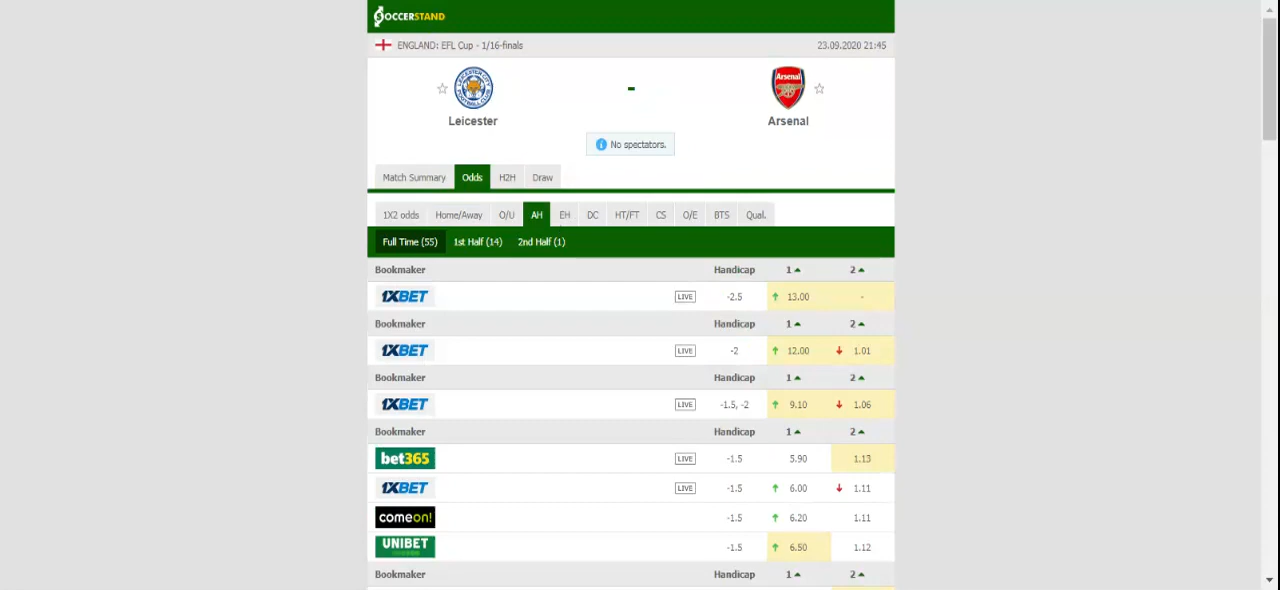 SOCCERSTAND
ENGLAND: EFL Cup - 1/16-finals 23.09.2020 21:45
Arsenal
-
Leicester Arsenal
No spectators.
Match Summary Odds H2H Draw
1X2 odds Home/Away O/U AH EH DC HT/FT CS O/E BTS Qual.
Full Time (55) 1st Half (14) 2nd Half (1)
Bookmaker Handicap 1 2
1XBET LIVE -2.5 13.00 -
Bookmaker Handicap 1 2
1XBET LIVE -2 12.00 1.01
Bookmaker Handicap 1 2
1XBET LIVE -1.5, -2 9.10 1.06
Bookmaker Handicap 1 2
bet365 LIVE -1.5 5.90 1.13
1XBET LIVE -1.5 6.00 1.11
comeon! -1.5 6.20 1.11
UNIBET -1.5 6.50 1.12
Bookmaker Handicap 1 2